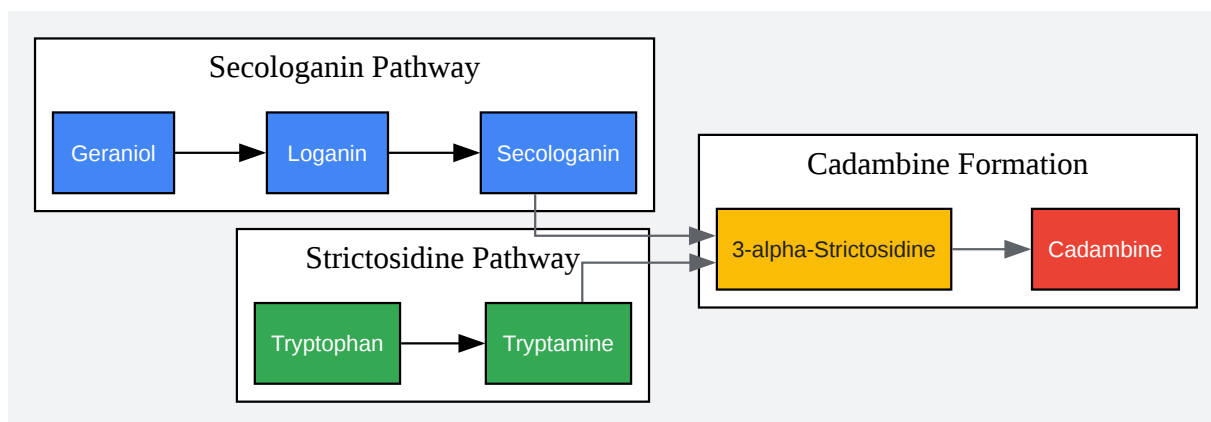 Secologanin Pathway
Geraniol
Loganin
Secologanin
Strictosidine Pathway
Tryptophan
Tryptamine
Cadambine Formation
3-alpha-Strictosidine
Cadambine